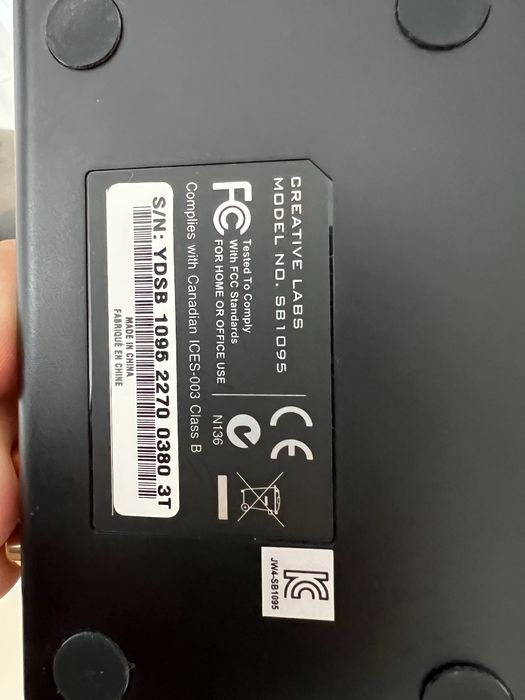 CREATIVE LABS
MODEL NO. SB1095
FC
Tested To Comply
With FCC Standards
FOR HOME OR OFFICE USE
Complies with Canadian ICES-003 Class B
CE
N136
S/N: YDSB 1095 2270 0380 3T
MADE IN CHINA
FABRIQUÉ EN CHINE
JW4-SB1095